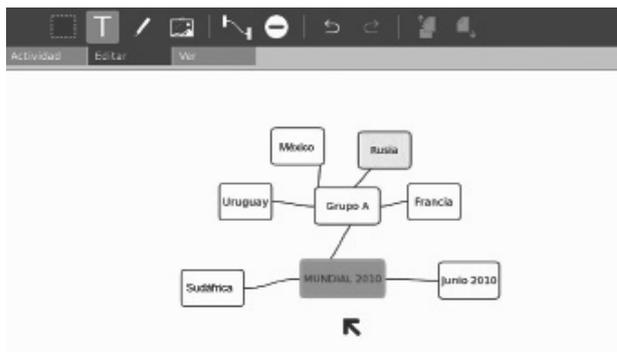 Actividad Editar Ver
México Rusia
Uruguay Grupo A Francia
Sudáfrica MUNDIAL 2010 Junio 2010